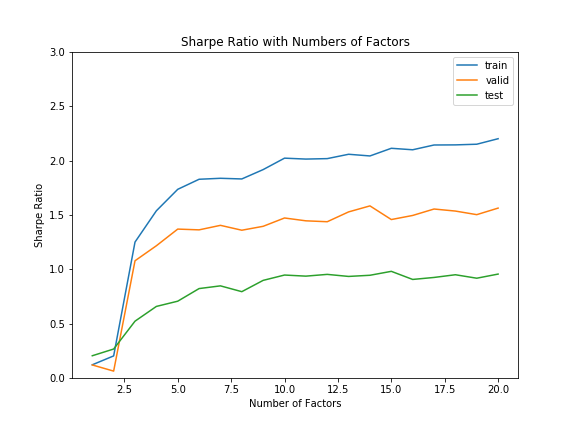 Sharpe Ratio with Numbers of Factors
train
valid
test
3.0
2.5
2.0
1.5
1.0
0.5
0.0
Sharpe Ratio
2.5 5.0 7.5 10.0 12.5 15.0 17.5 20.0
Number of Factors